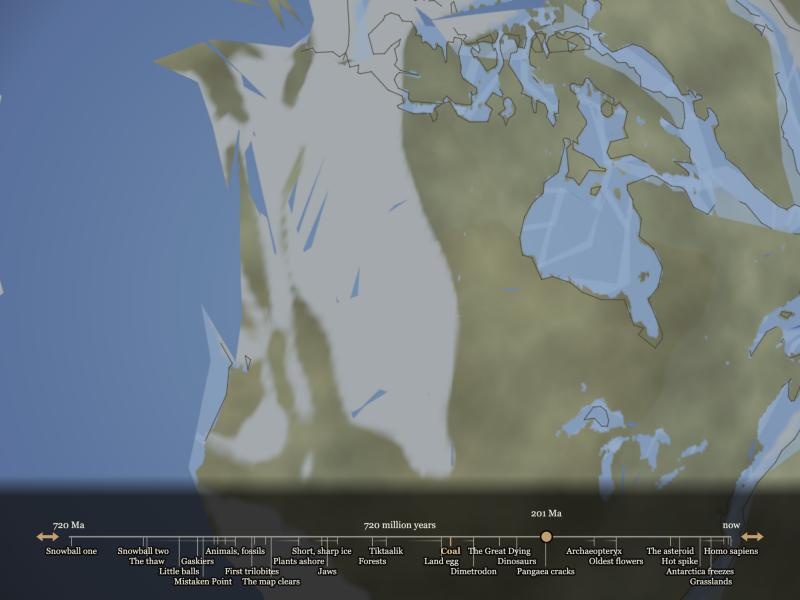 201 Ma
720 Ma 720 million years now
Snowball one Snowball two Animals, fossils Short, sharp ice Tiktaalik Coal The Great Dying Archaeopteryx The asteroid Homo sapiens
The thaw Gaskiers Plants ashore Forests Land egg Dinosaurs Oldest flowers Hot spike
Little balls First trilobites Jaws Dimetrodon Pangaea cracks Antarctica freezes
Mistaken Point The map clears Grasslands